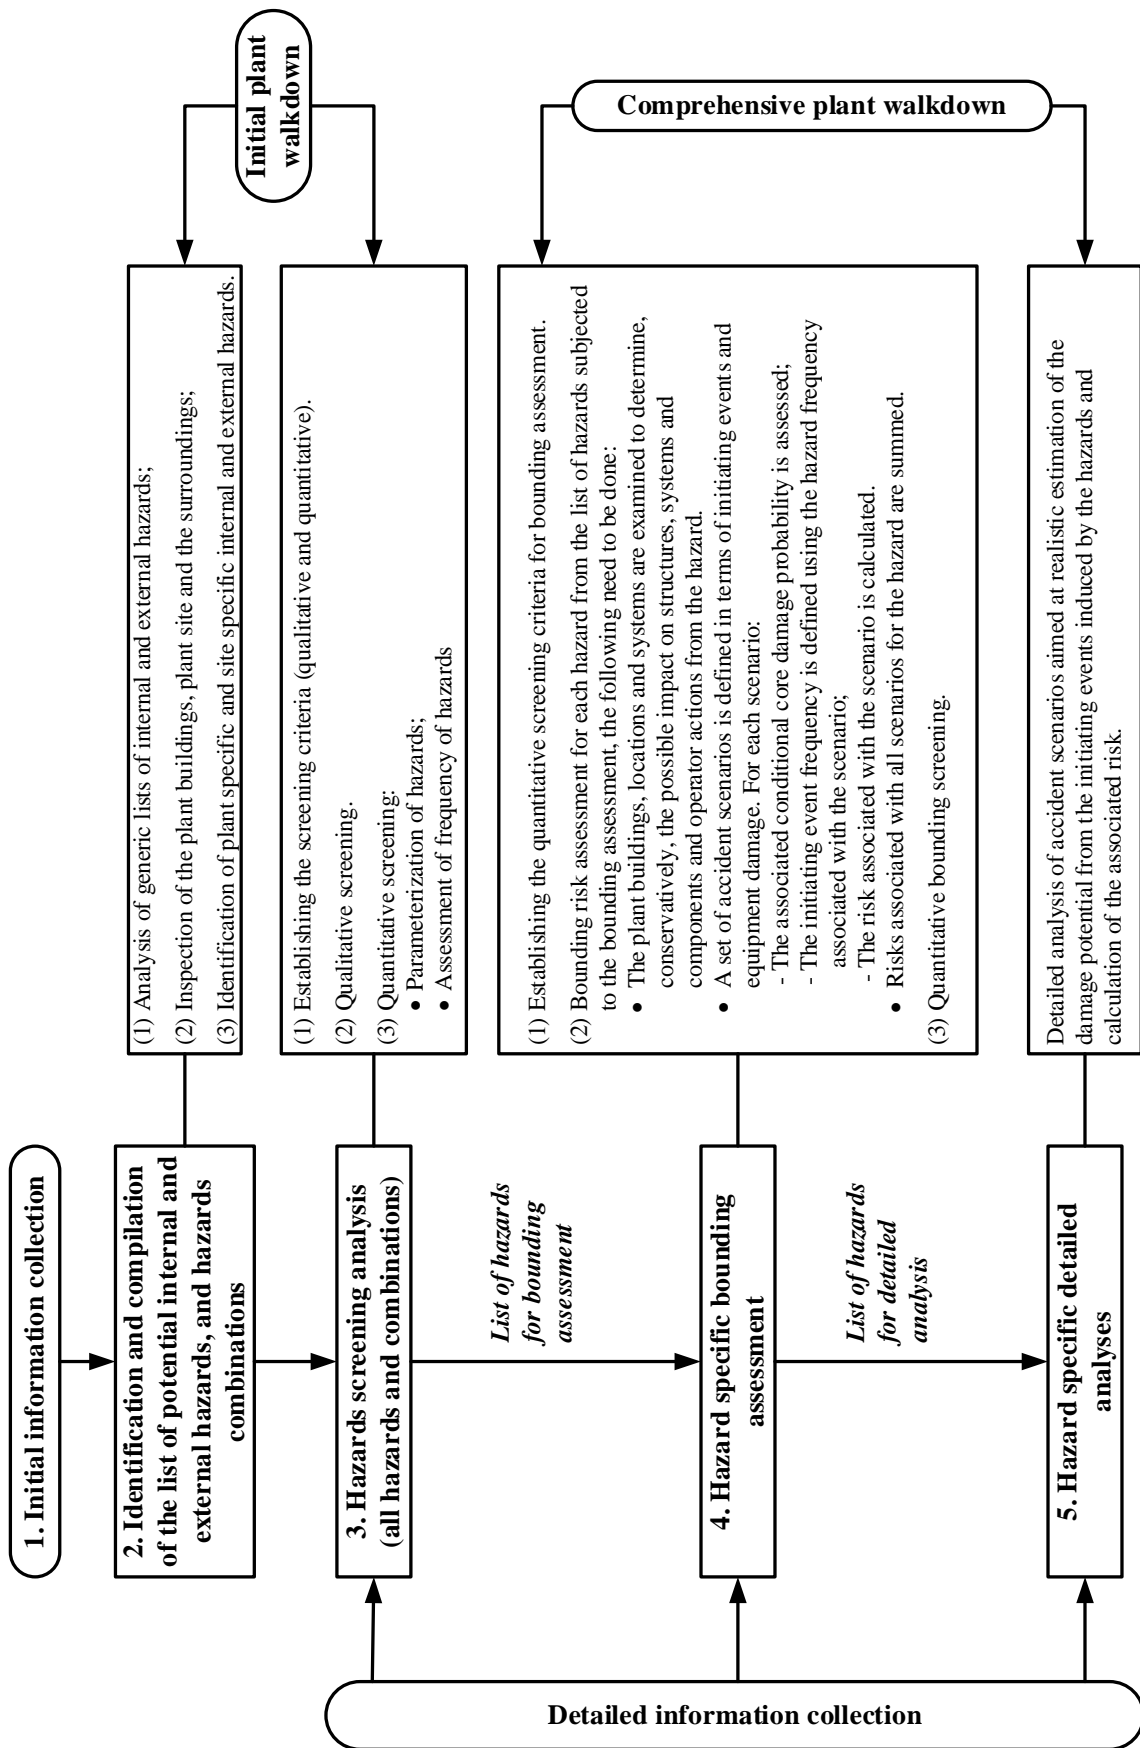 1. Initial information collection
2. Identification and compilation
of the list of potential internal and
external hazards, and hazards
combinations
(1) Analysis of generic lists of internal and external hazards;
(2) Inspection of the plant buildings, plant site and the surroundings;
(3) Identification of plant specific and site specific internal and external hazards.
Initial plant
walkdown
3. Hazards screening analysis
(all hazards and combinations)
(1) Establishing the screening criteria (qualitative and quantitative).
(2) Qualitative screening.
(3) Quantitative screening:
• Parameterization of hazards;
• Assessment of frequency of hazards
List of hazards
for bounding
assessment
4. Hazard specific bounding
assessment
(1) Establishing the quantitative screening criteria for bounding assessment.
(2) Bounding risk assessment for each hazard from the list of hazards subjected
to the bounding assessment, the following need to be done:
• The plant buildings, locations and systems are examined to determine,
conservatively, the possible impact on structures, systems and
components and operator actions from the hazard.
• A set of accident scenarios is defined in terms of initiating events and
equipment damage. For each scenario:
- The associated conditional core damage probability is assessed;
- The initiating event frequency is defined using the hazard frequency
associated with the scenario;
- The risk associated with the scenario is calculated.
• Risks associated with all scenarios for the hazard are summed.
(3) Quantitative bounding screening.
Comprehensive plant walkdown
List of hazards
for detailed
analysis
5. Hazard specific detailed
analyses
Detailed analysis of accident scenarios aimed at realistic estimation of the
damage potential from the initiating events induced by the hazards and
calculation of the associated risk.
Detailed information collection